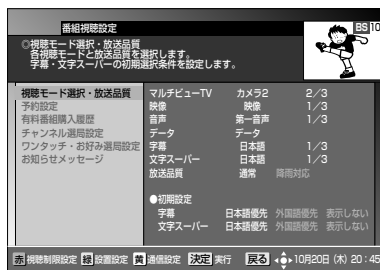 番組視聴設定
BS 10
◎視聴モード選択・放送品質
各視聴モードと放送品質を選択します。
字幕・文字スーパーの初期選択条件を設定します。
視聴モード選択・放送品質
予約設定
有料番組購入履歴
チャンネル選局設定
ワンタッチ・お好み選局設定
お知らせメッセージ
マルチビューTV カメラ2 2/3
映像 映像 1/3
音声 第一音声 1/3
データ データ
字幕 日本語 1/3
文字スーパー 日本語 1/3
放送品質 通常 降雨対応
●初期設定
字幕 日本語優先 外国語優先 表示しない
文字スーパー 日本語優先 外国語優先 表示しない
赤 視聴制限設定 緑 設置設定 黄 通信設定 決定 実行 戻る 10月20日 (木) 20:45